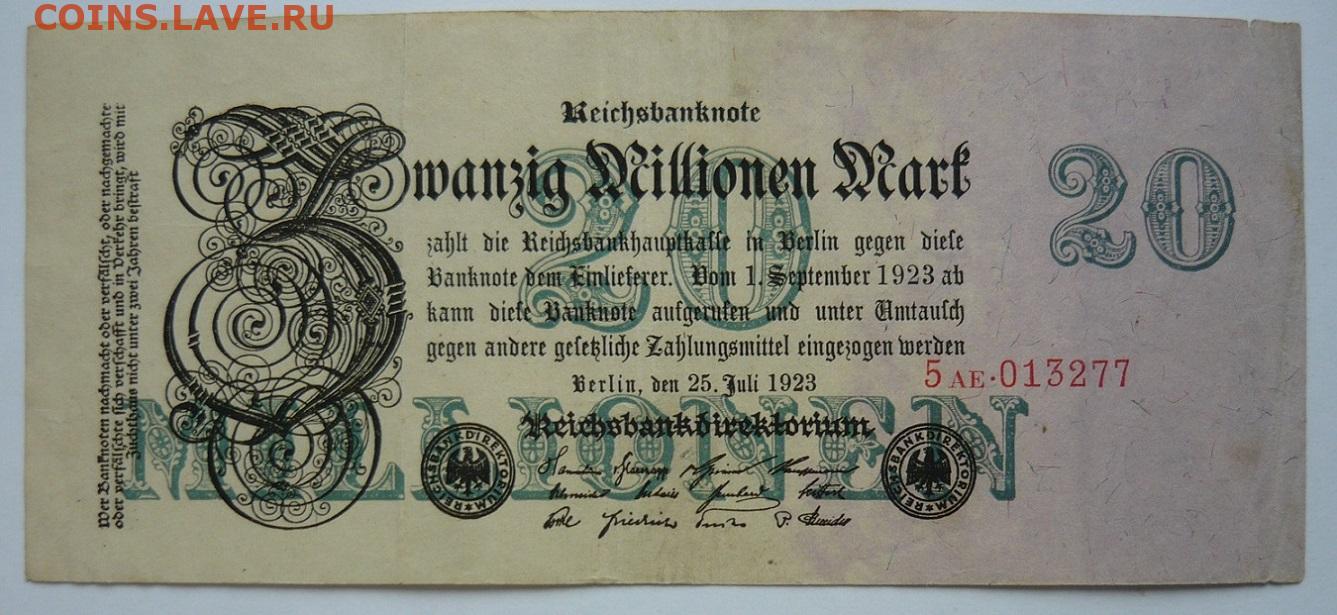 COINS.LAVE.RU
Reichsbanknote
Zwanzig Millionen Mark
20
20
zahlt die Reichsbankhauptkasse in Berlin gegen diese
Banknote dem Einlieferer. Vom 1. September 1923 ab
kann diese Banknote aufgerufen und unter Umtausch
gegen andere gesetzliche Zahlungsmittel eingezogen werden
Berlin, den 25. Juli 1923
5 AE·013277
Reichsbankdirektorium
MILLIONEN
REICHSBANKDIREKTORIUM
REICHSBANKDIREKTORIUM
Wer Banknoten nachmacht oder verfälscht, oder nachgemachte
oder verfälschte sich verschafft und in Verkehr bringt, wird mit
Zuchthaus nicht unter zwei Jahren bestraft